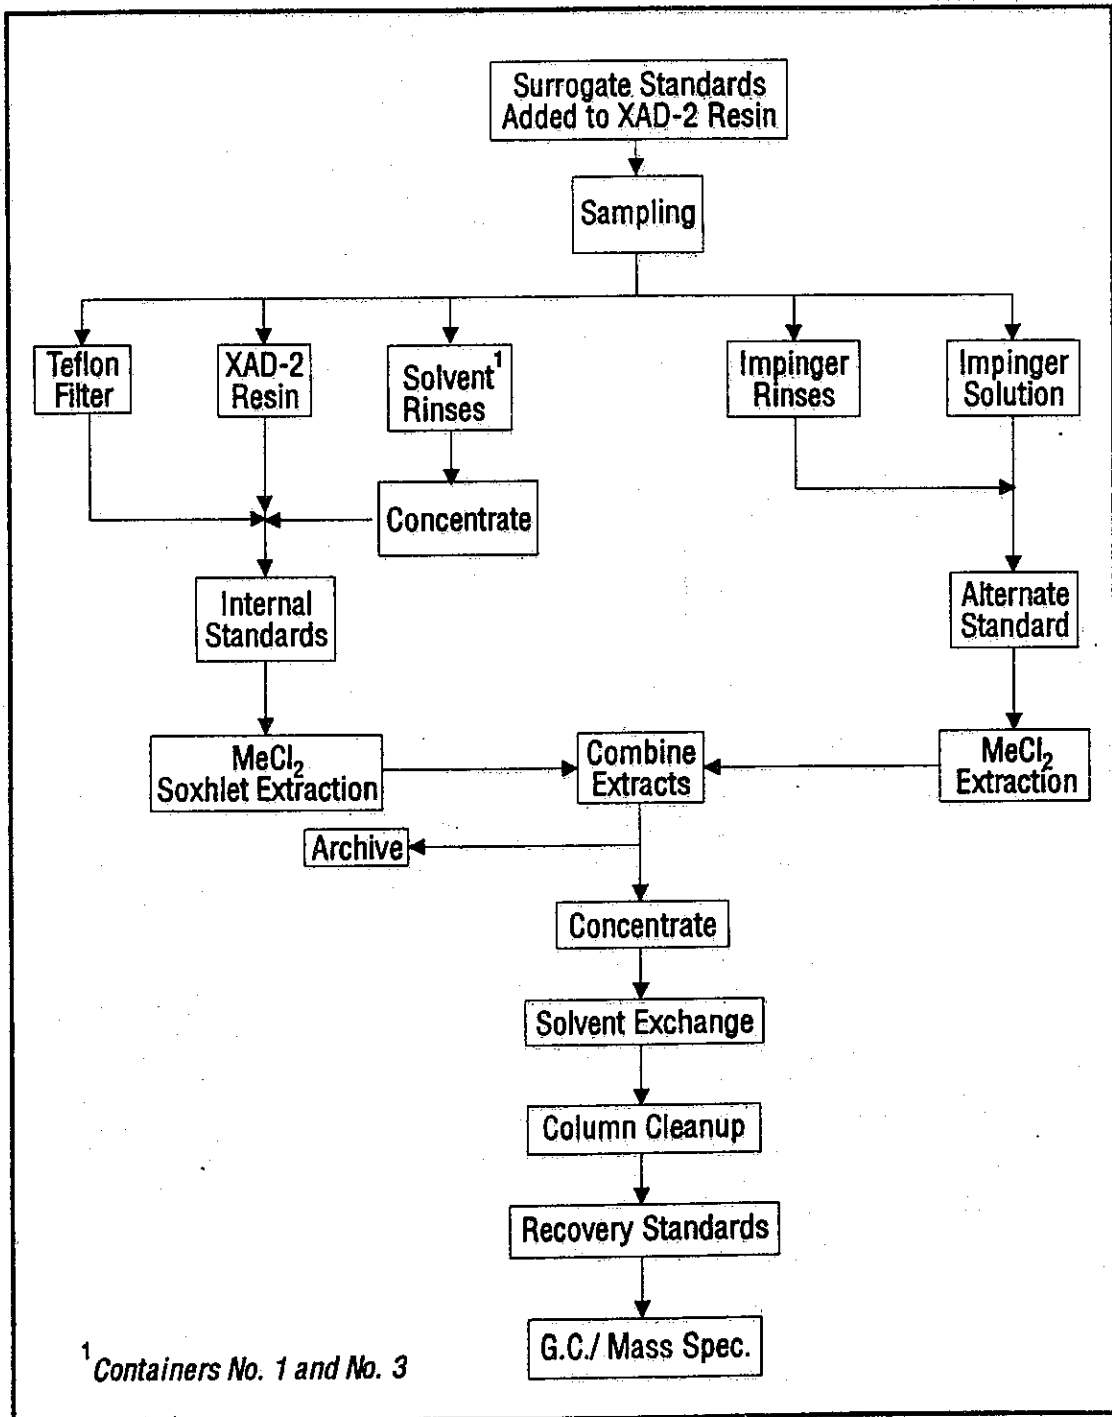 Surrogate Standards
Added to XAD-2 Resin
Sampling
Teflon
Filter
XAD-2
Resin
Solvent¹
Rinses
Impinger
Rinses
Impinger
Solution
Concentrate
Internal
Standards
Alternate
Standard
MeCl₂
Soxhlet Extraction
Combine
Extracts
MeCl₂
Extraction
Archive
Concentrate
Solvent Exchange
Column Cleanup
Recovery Standards
G.C./ Mass Spec.
¹ Containers No. 1 and No. 3